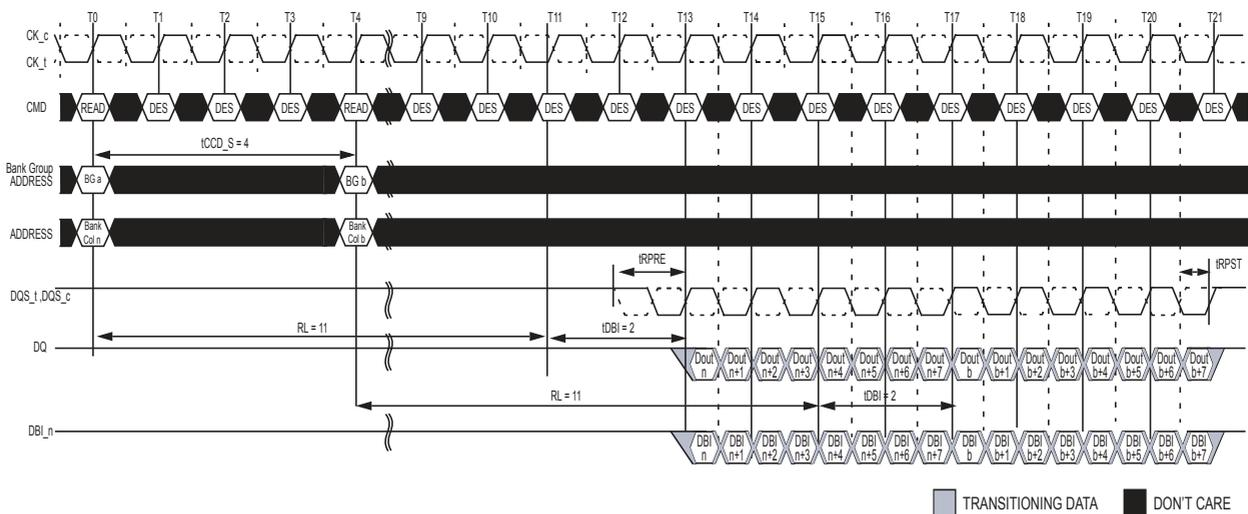 T0 T1 T2 T3 T4 T9 T10 T11 T12 T13 T14 T15 T16 T17 T18 T19 T20 T21
CK_c
CK_t
CMD READ DES DES DES READ DES DES DES DES DES DES DES DES DES DES DES DES DES
tCCD_S = 4
Bank Group
ADDRESS BG a BG b
ADDRESS Bank Col n Bank Col b
tRPRE tRPST
DQS_t ,DQS_c
RL = 11 tDBI = 2
DQ Dout n Dout n+1 Dout n+2 Dout n+3 Dout n+4 Dout n+5 Dout n+6 Dout n+7 Dout b Dout b+1 Dout b+2 Dout b+3 Dout b+4 Dout b+5 Dout b+6 Dout b+7
RL = 11 tDBI = 2
DBI_n DBI n DBI n+1 DBI n+2 DBI n+3 DBI n+4 DBI n+5 DBI n+6 DBI n+7 DBI b DBI b+1 DBI b+2 DBI b+3 DBI b+4 DBI b+5 DBI b+6 DBI b+7
TRANSITIONING DATA DON'T CARE